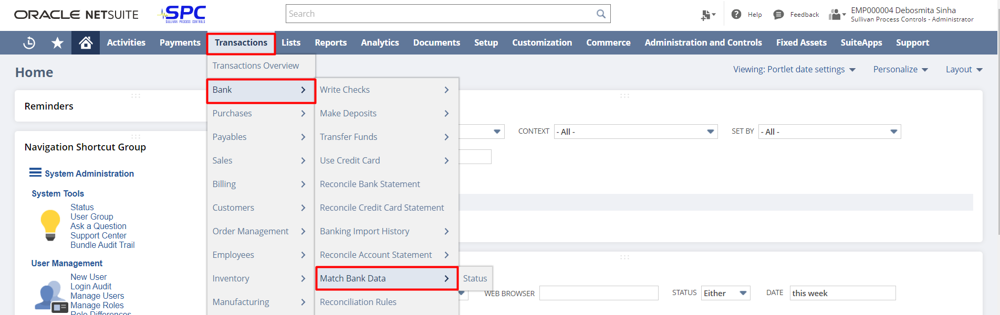 ORACLE NETSUITE
SPC
SULLIVAN PROCESS CONTROLS
Search
Help
Feedback
EMP000004 Debosmita Sinha
Sullivan Process Controls - Administrator
Activities Payments Transactions Lists Reports Analytics Documents Setup Customization Commerce Administration and Controls Fixed Assets SuiteApps Support
Home
Viewing: Portlet date settings
Personalize
Layout
Transactions Overview
Bank
Purchases
Payables
Sales
Billing
Customers
Order Management
Employees
Inventory
Manufacturing
Write Checks
Make Deposits
Transfer Funds
Use Credit Card
Reconcile Bank Statement
Reconcile Credit Card Statement
Banking Import History
Reconcile Account Statement
Match Bank Data
Reconciliation Rules
Status
Reminders
Navigation Shortcut Group
System Administration
System Tools
Status
User Group
Ask a Question
Support Center
Bundle Audit Trail
User Management
New User
Login Audit
Manage Users
Manage Roles
Role Differences
CONTEXT - All -
SET BY - All -
WEB BROWSER
STATUS Either
DATE this week